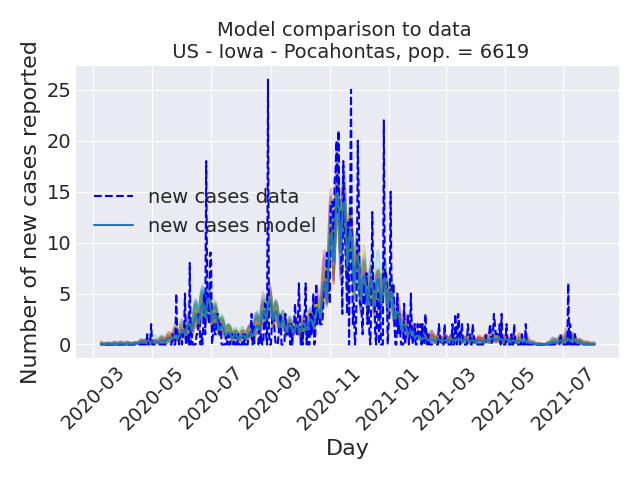 Model comparison to data
US - Iowa - Pocahontas, pop. = 6619
Number of new cases reported
25
20
15
10
5
0
new cases data
new cases model
2020-03
2020-05
2020-07
2020-09
2020-11
2021-01
2021-03
2021-05
2021-07
Day